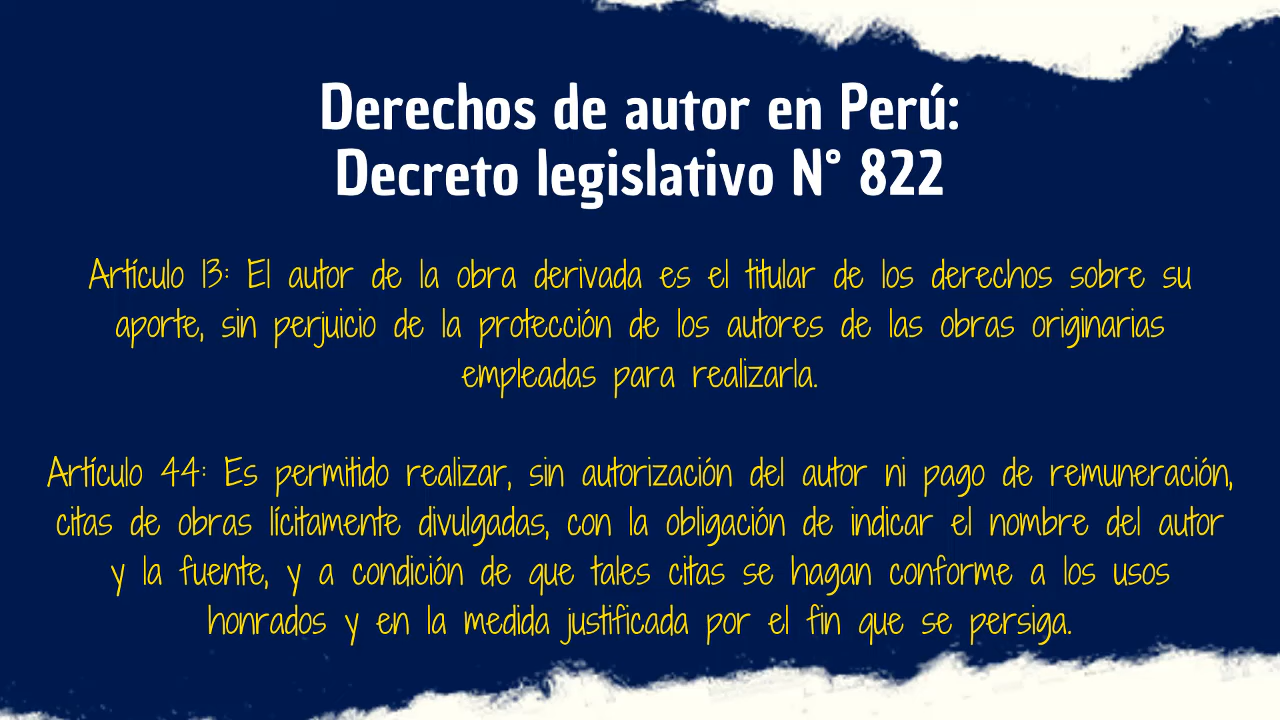 Derechos de autor en Perú:
Decreto legislativo N° 822
Artículo 13: El autor de la obra derivada es el titular de los derechos sobre su
aporte, sin perjuicio de la protección de los autores de las obras originarias
empleadas para realizarla.
Artículo 44: Es permitido realizar, sin autorización del autor ni pago de remuneración,
citas de obras lícitamente divulgadas, con la obligación de indicar el nombre del autor
y la fuente, y a condición de que tales citas se hagan conforme a los usos
honrados y en la medida justificada por el fin que se persiga.